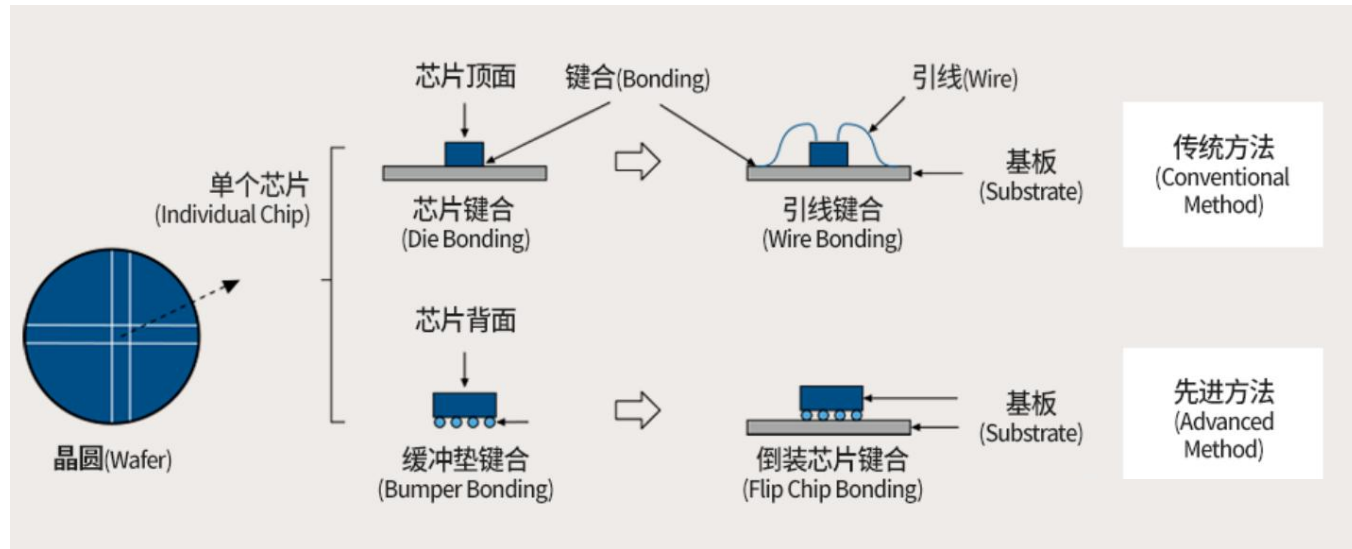 芯片顶面
键合(Bonding)
引线(Wire)
单个芯片
(Individual Chip)
芯片键合
(Die Bonding)
引线键合
(Wire Bonding)
基板
(Substrate)
传统方法
(Conventional
Method)
晶圆(Wafer)
芯片背面
缓冲垫键合
(Bumper Bonding)
倒装芯片键合
(Flip Chip Bonding)
基板
(Substrate)
先进方法
(Advanced
Method)